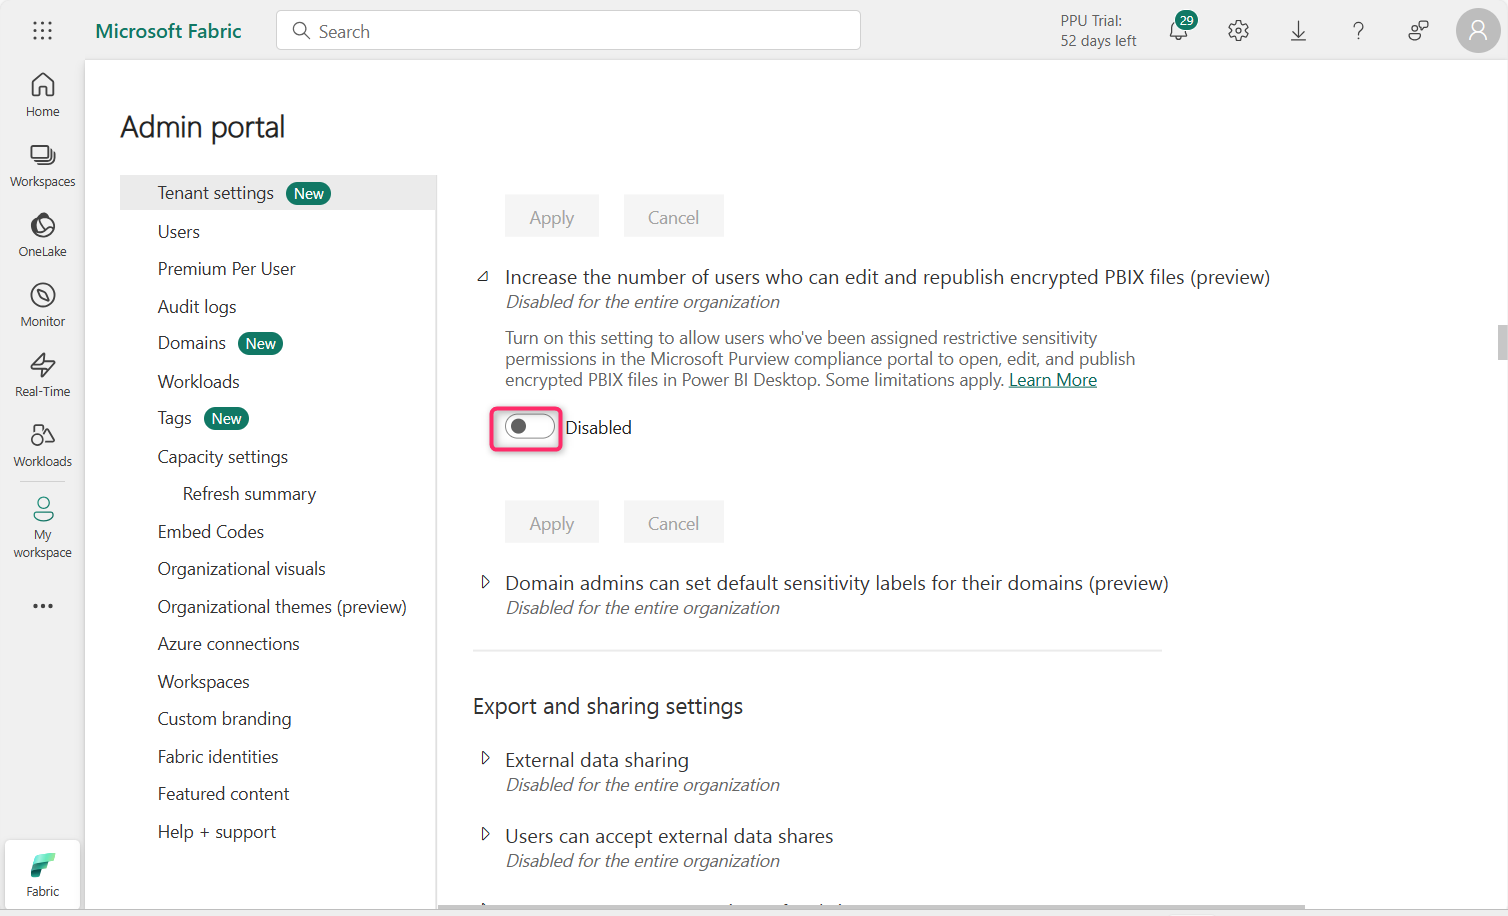 Microsoft Fabric
Search
PPU Trial:
52 days left
29
Home
Workspaces
OneLake
Monitor
Real-Time
Workloads
My
workspace
Fabric
Admin portal
Tenant settings New
Users
Premium Per User
Audit logs
Domains New
Workloads
Tags New
Capacity settings
Refresh summary
Embed Codes
Organizational visuals
Organizational themes (preview)
Azure connections
Workspaces
Custom branding
Fabric identities
Featured content
Help + support
Apply Cancel
Increase the number of users who can edit and republish encrypted PBIX files (preview)
Disabled for the entire organization
Turn on this setting to allow users who've been assigned restrictive sensitivity
permissions in the Microsoft Purview compliance portal to open, edit, and publish
encrypted PBIX files in Power BI Desktop. Some limitations apply. Learn More
Disabled
Apply Cancel
Domain admins can set default sensitivity labels for their domains (preview)
Disabled for the entire organization
Export and sharing settings
External data sharing
Disabled for the entire organization
Users can accept external data shares
Disabled for the entire organization